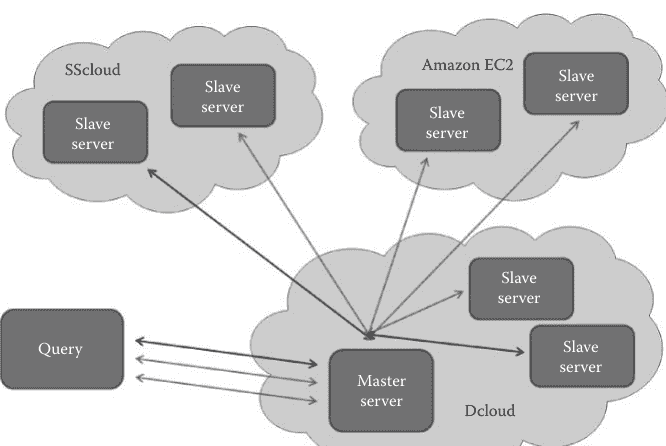 SScloud
Slave
server
Slave
server
Amazon EC2
Slave
server
Slave
server
Slave
server
Slave
server
Query
Master
server
Dcloud